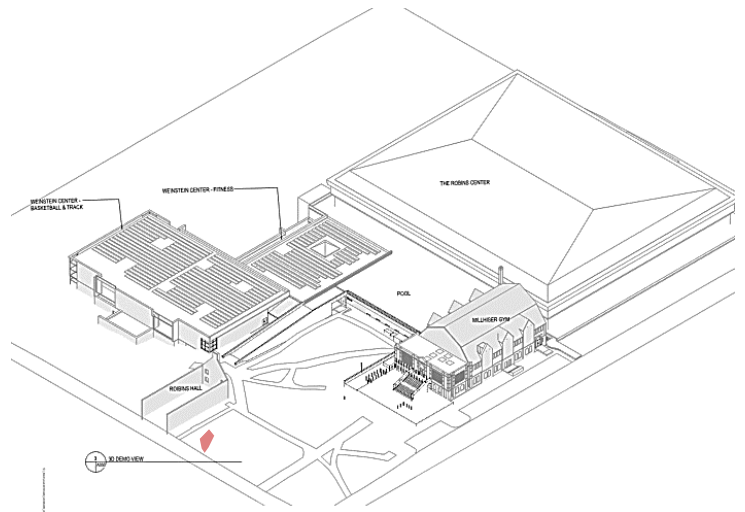 THE ROBINS CENTER
WEINSTEIN CENTER - FITNESS
WEINSTEIN CENTER -
BASKETBALL & TRACK
POOL
MILLHISER GYM
ROBINS HALL
3D DEMO VIEW